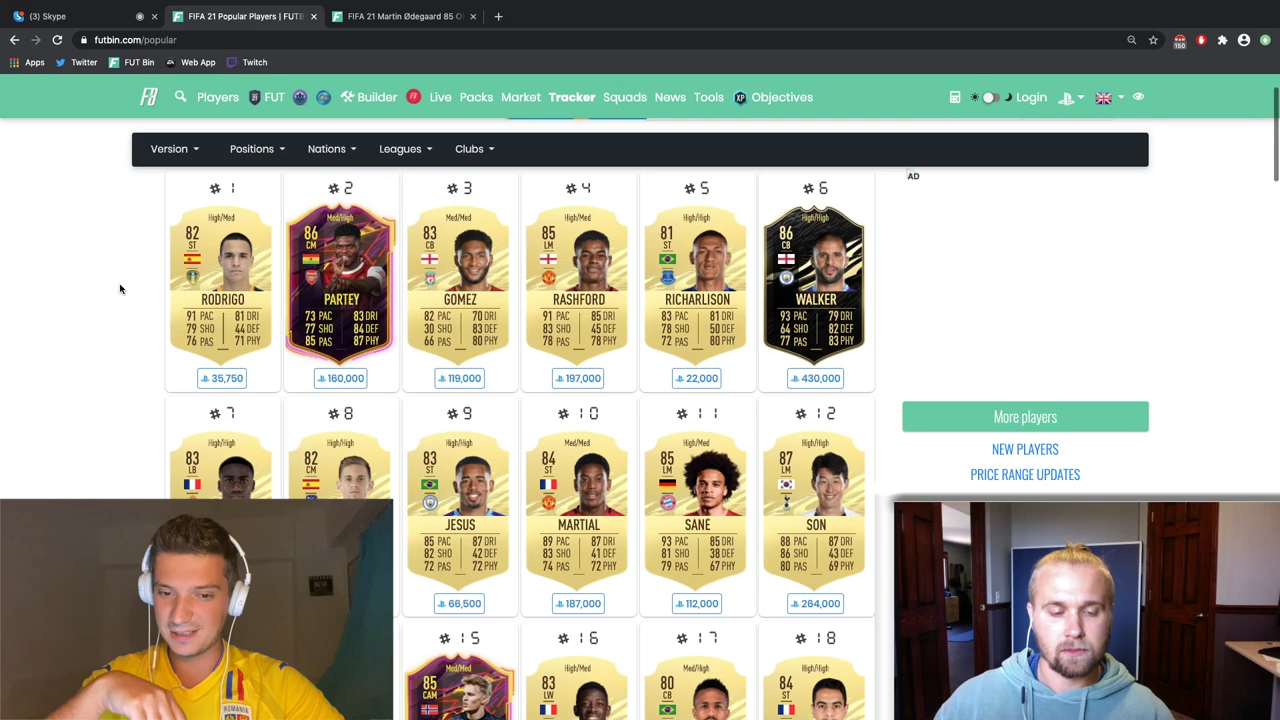 (3) Skype
FIFA 21 Popular Players | FUTB
FIFA 21 Martin Ødegaard 85 O
futbin.com/popular
150
Apps Twitter FUT Bin Web App Twitch
Players FUT Builder Live Packs Market Tracker Squads News Tools XP Objectives Login
Version Positions Nations Leagues Clubs
AD
# 1 # 2 # 3 # 4 # 5 # 6
High/Med
82
ST
RODRIGO
91 PAC 81 DRI
79 SHO 44 DEF
76 PAS 71 PHY
35,750
Med/High
86
CM
PARTEY
73 PAC 83 DRI
77 SHO 84 DEF
85 PAS 87 PHY
160,000
Med/Med
83
CB
GOMEZ
82 PAC 70 DRI
30 SHO 83 DEF
66 PAS 80 PHY
119,000
High/Med
85
LM
RASHFORD
91 PAC 85 DRI
83 SHO 45 DEF
78 PAS 78 PHY
197,000
High/High
81
ST
RICHARLISON
83 PAC 81 DRI
78 SHO 50 DEF
72 PAS 80 PHY
22,000
High/High
86
CB
WALKER
93 PAC 79 DRI
64 SHO 82 DEF
77 PAS 83 PHY
430,000
More players
NEW PLAYERS
PRICE RANGE UPDATES
# 7 # 8 # 9 # 10 # 11 # 12
High/High
83
LB
High/High
82
CM
High/High
83
ST
JESUS
85 PAC 87 DRI
82 SHO 42 DEF
72 PAS 72 PHY
66,500
Med/Med
84
ST
MARTIAL
89 PAC 87 DRI
83 SHO 41 DEF
74 PAS 72 PHY
187,000
High/Med
85
LM
SANÉ
93 PAC 85 DRI
81 SHO 38 DEF
79 PAS 67 PHY
112,000
High/High
87
LM
SON
88 PAC 87 DRI
86 SHO 43 DEF
80 PAS 69 PHY
264,000
# 15 # 16 # 17 # 18
Med/Med
85
CAM
High/Med
83
LW
Med/High
80
CB
High/Med
84
ST
ROMANIA